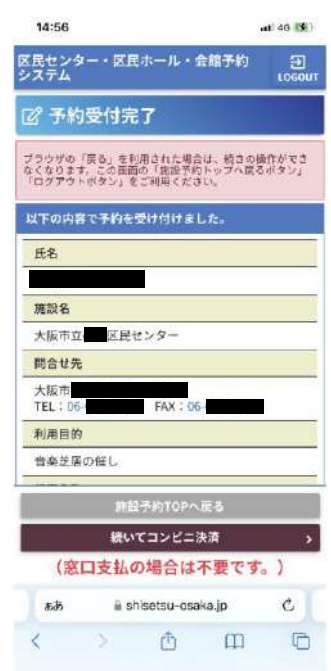 14:56
4G
区民センター・区民ホール・会館予約
システム
LOGOUT
予約受付完了
ブラウザの「戻る」を利用された場合は、続きの操作ができ
なくなります。この画面の「施設予約トップへ戻るボタン」
「ログアウトボタン」をご利用ください。
以下の内容で予約を受け付けました。
氏名
施設名
大阪市立 区民センター
問合せ先
大阪市
TEL：06- FAX：06-
利用目的
音楽芝居の催し
施設予約TOPへ戻る
続いてコンビニ決済
（窓口支払の場合は不要です。）
ああ shisetsu-osaka.jp